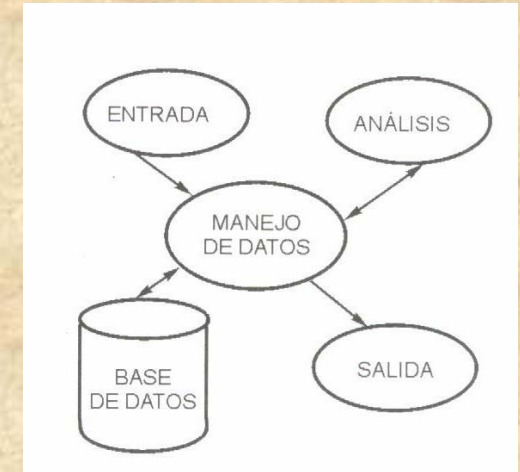 ENTRADA
ANÁLISIS
MANEJO
DE DATOS
BASE
DE DATOS
SALIDA